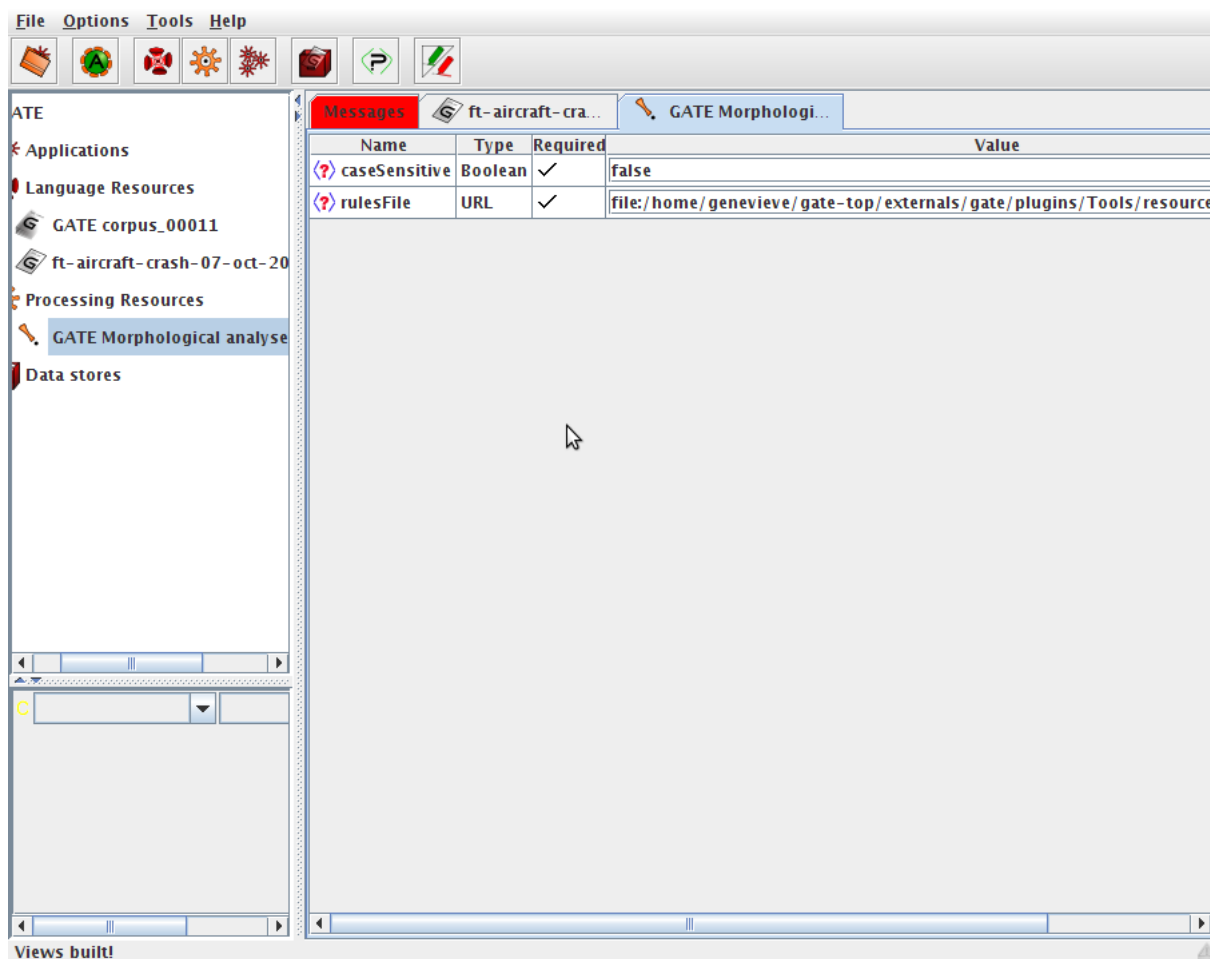 File Options Tools Help
ATE
Applications
Language Resources
GATE corpus_00011
ft-aircraft-crash-07-oct-20
Processing Resources
GATE Morphological analyse
Data stores
C
Messages ft-aircraft-cra... GATE Morphologi...
Name Type Required Value
<?> caseSensitive Boolean ✓ false
<?> rulesFile URL ✓ file:/home/genevieve/gate-top/externals/gate/plugins/Tools/resource
Views built!